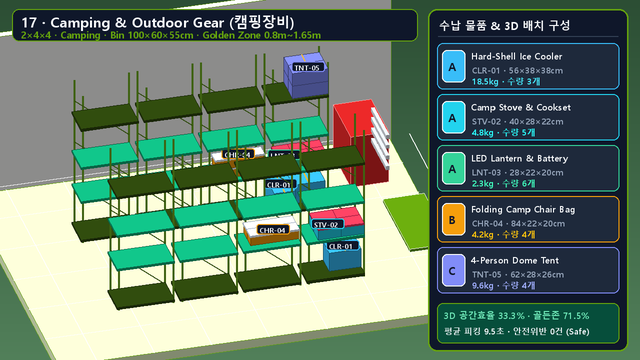 17 · Camping & Outdoor Gear (캠핑장비)
2×4×4 · Camping · Bin 100×60×55cm · Golden Zone 0.8m~1.65m
TNT-05
CHR-04
CLR-01
CHR-04
STV-02
CLR-01
수납 물품 & 3D 배치 구성
A
Hard-Shell Ice Cooler
CLR-01 · 56×38×38cm
18.5kg · 수량 3개
A
Camp Stove & Cookset
STV-02 · 40×28×22cm
4.8kg · 수량 5개
A
LED Lantern & Battery
LNT-03 · 28×22×20cm
2.3kg · 수량 6개
B
Folding Camp Chair Bag
CHR-04 · 84×22×20cm
4.2kg · 수량 4개
C
4-Person Dome Tent
TNT-05 · 62×28×26cm
9.6kg · 수량 4개
3D 공간효율 33.3% · 골든존 71.5%
평균 피킹 9.5초 · 안전위반 0건 (Safe)